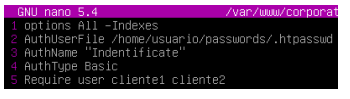 GNU nano 5.4 /var/www/corporat
1 options All -Indexes
2 AuthUserFile /home/usuario/passwords/.htpasswd
3 AuthName "Indentificate"
4 AuthType Basic
5 Require user cliente1 cliente2